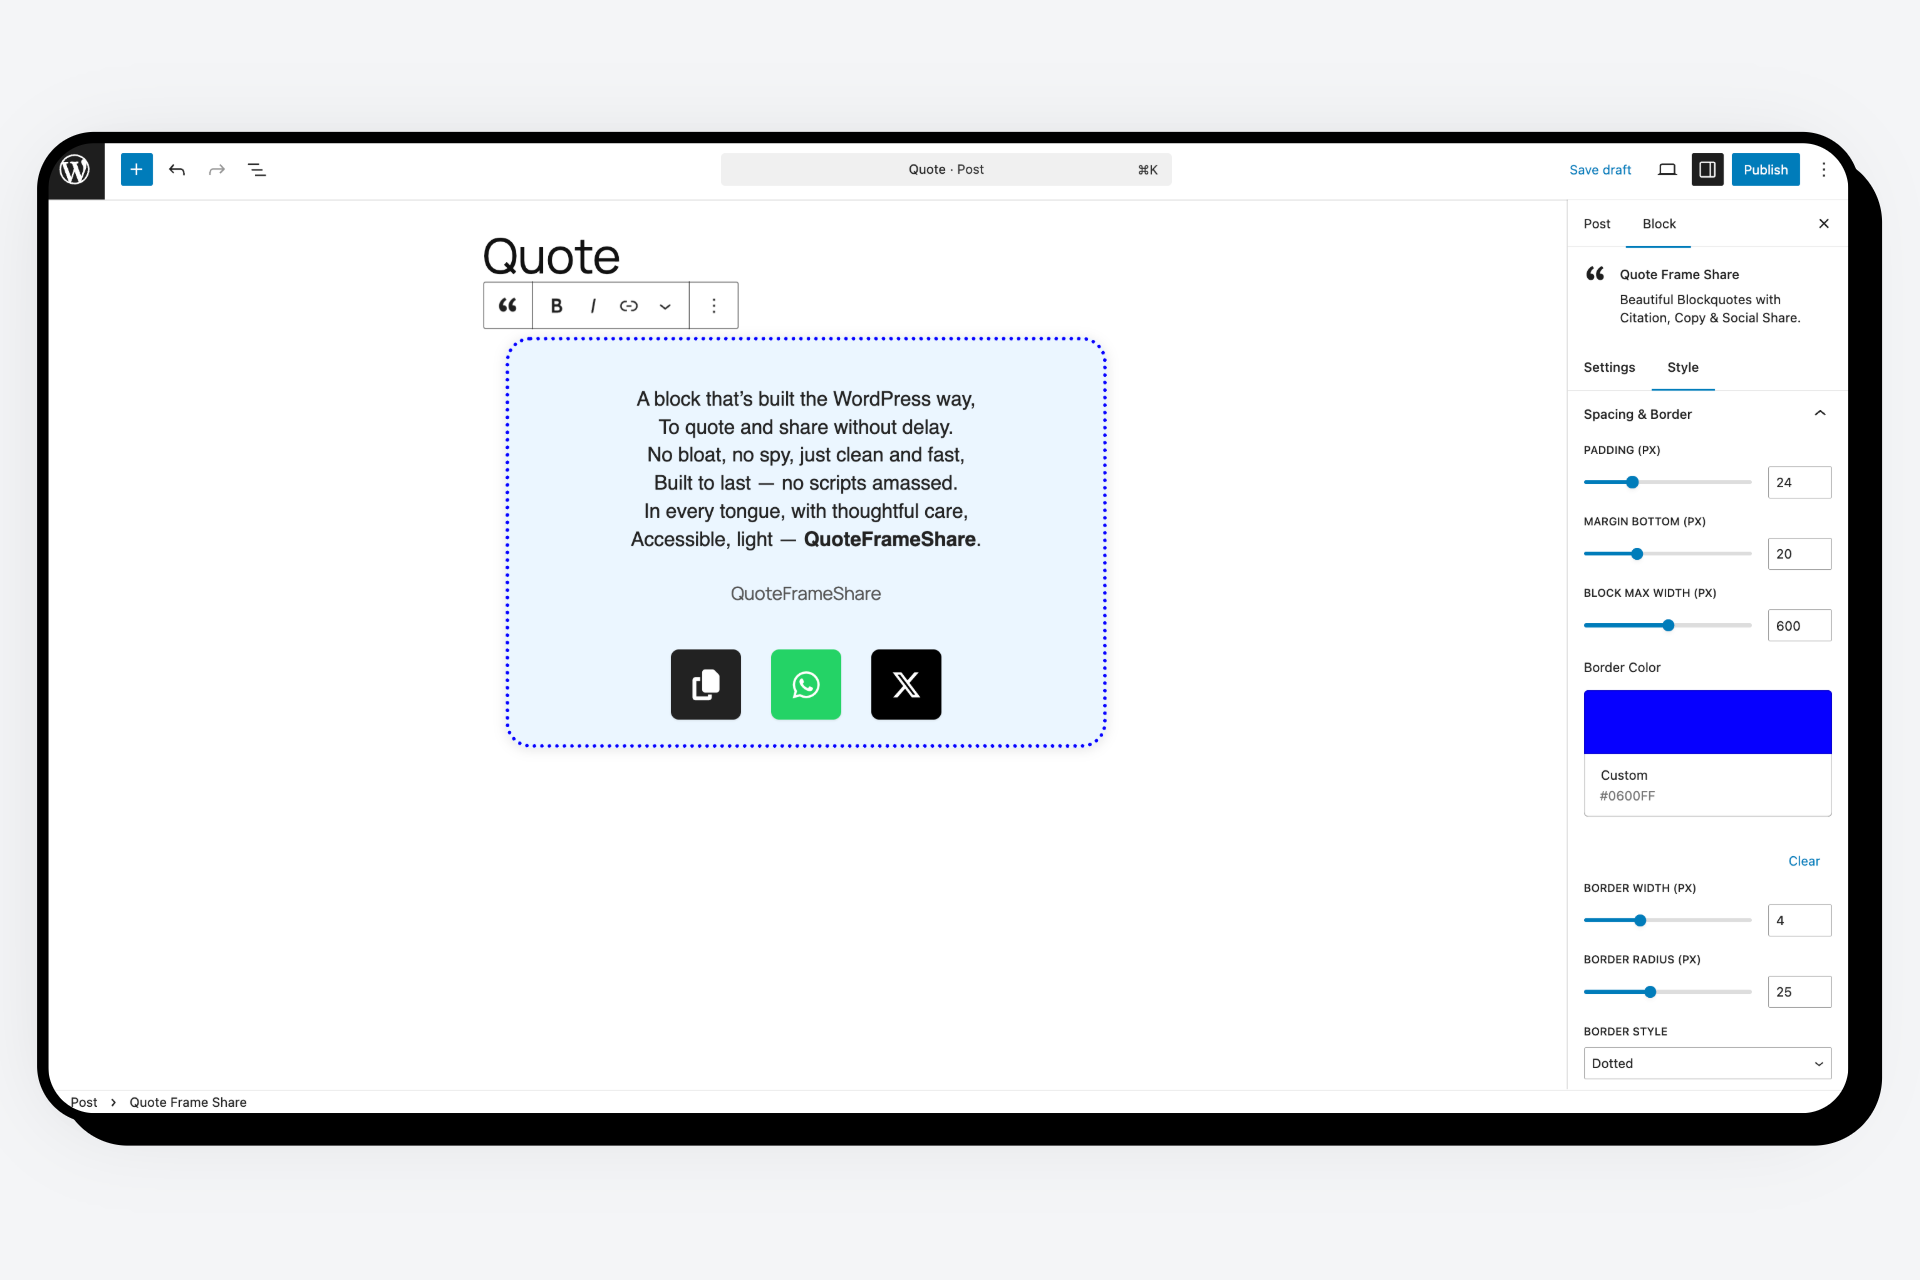 Quote · Post
⌘K
Save draft
Publish
Post
Block
Quote
B I
Quote Frame Share
Beautiful Blockquotes with
Citation, Copy & Social Share.
Settings
Style
A block that’s built the WordPress way,
To quote and share without delay.
No bloat, no spy, just clean and fast,
Built to last — no scripts amassed.
In every tongue, with thoughtful care,
Accessible, light — QuoteFrameShare.
QuoteFrameShare
Spacing & Border
PADDING (PX)
24
MARGIN BOTTOM (PX)
20
BLOCK MAX WIDTH (PX)
600
Border Color
Custom
#0600FF
Clear
BORDER WIDTH (PX)
4
BORDER RADIUS (PX)
25
BORDER STYLE
Dotted
Post
Quote Frame Share